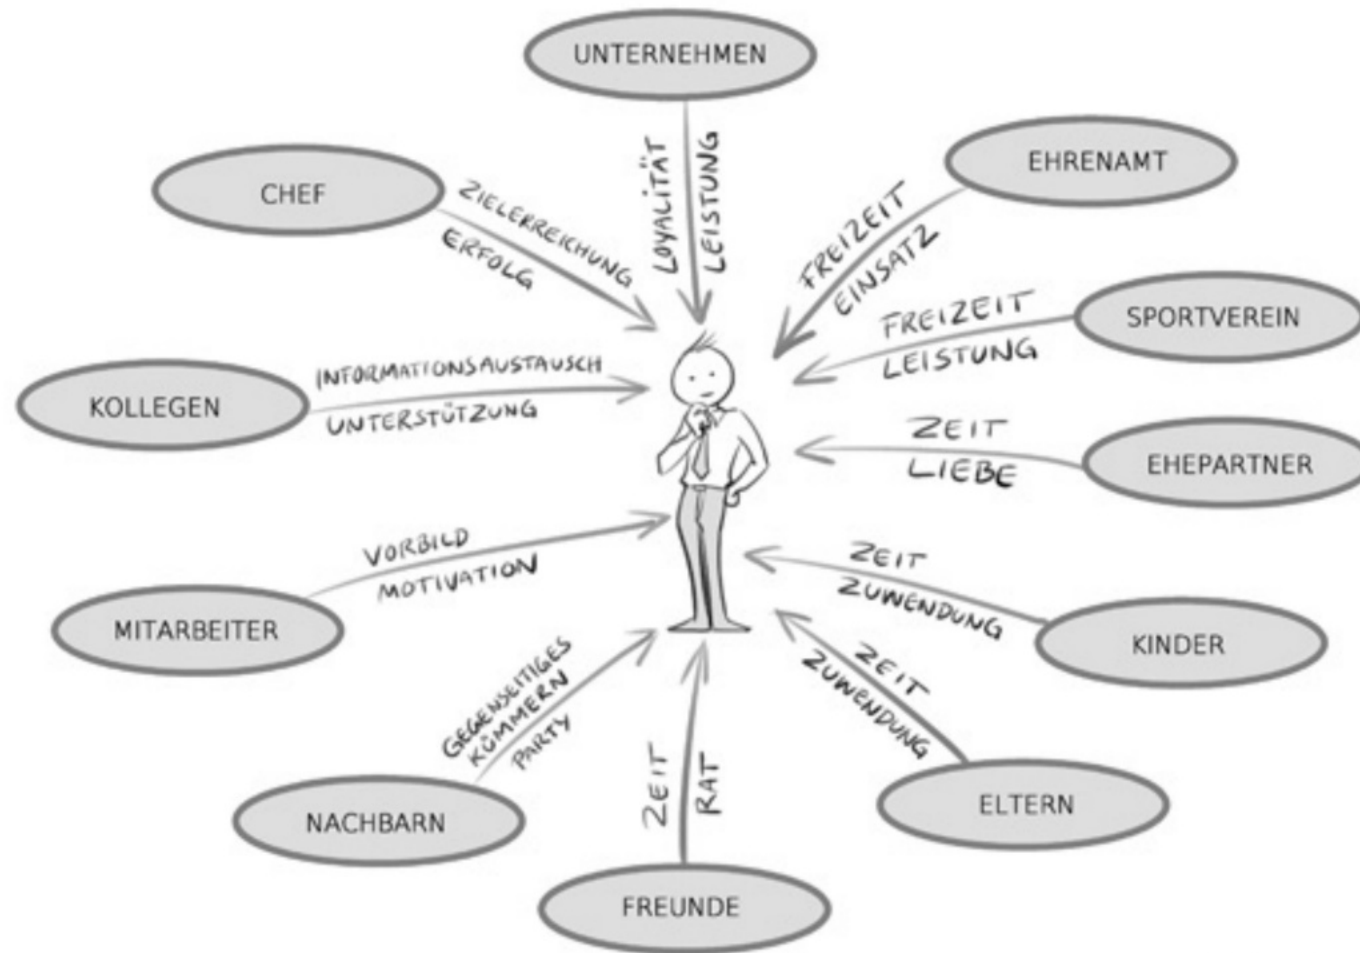 UNTERNEHMEN
LOYALITÄT
LEISTUNG
EHRENAMT
FREIZEIT
EINSATZ
SPORTVEREIN
FREIZEIT
LEISTUNG
EHEPARTNER
ZEIT
LIEBE
KINDER
ZEIT
ZUWENDUNG
ELTERN
ZEIT
ZUWENDUNG
FREUNDE
ZEIT
RAT
NACHBARN
GEGENSEITIGES
KÜMMERN
PARTY
MITARBEITER
VORBILD
MOTIVATION
KOLLEGEN
INFORMATIONSAUSTAUSCH
UNTERSTÜTZUNG
CHEF
ZIELERREICHUNG
ERFOLG